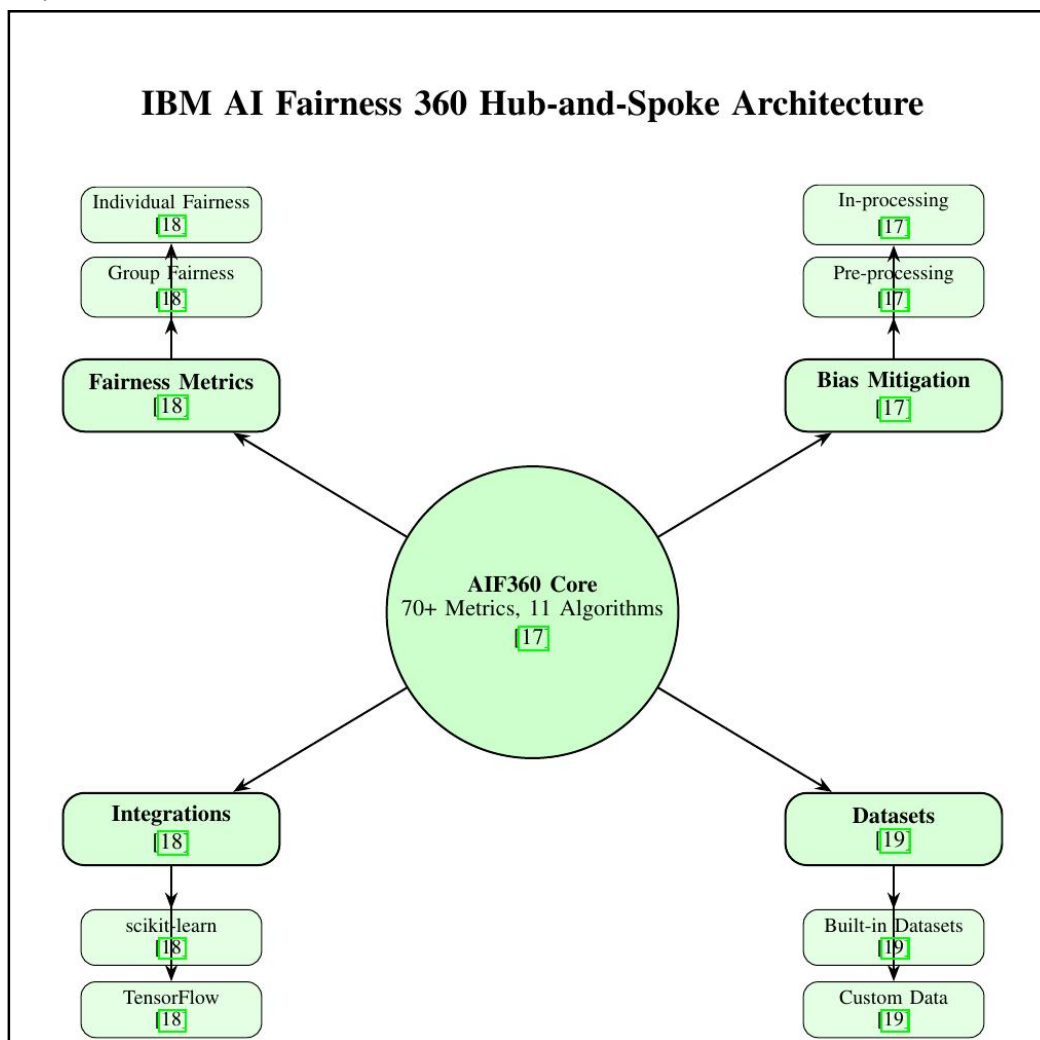 IBM AI Fairness 360 Hub-and-Spoke Architecture
Individual Fairness
[18]
Group Fairness
[18]
Fairness Metrics
[18]
In-processing
[17]
Pre-processing
[17]
Bias Mitigation
[17]
AIF360 Core
70+ Metrics, 11 Algorithms
[17]
Integrations
[18]
scikit-learn
[18]
TensorFlow
[18]
Datasets
[19]
Built-in Datasets
[19]
Custom Data
[19]